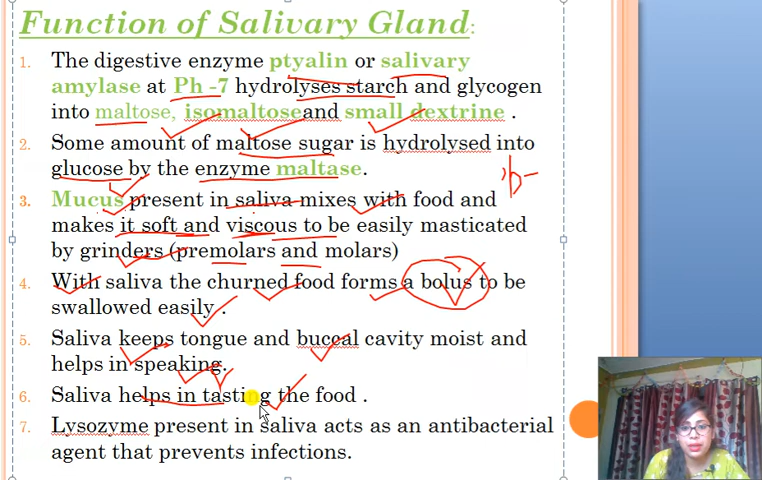 Function of Salivary Gland:
1. The digestive enzyme ptyalin or salivary
amylase at Ph -7 hydrolyses starch and glycogen
into maltose, isomaltose and small dextrine .
2. Some amount of maltose sugar is hydrolysed into
glucose by the enzyme maltase.
3. Mucus present in saliva mixes with food and
makes it soft and viscous to be easily masticated
by grinders (premolars and molars)
4. With saliva the churned food forms a bolus to be
swallowed easily .
5. Saliva keeps tongue and bucoal cavity moist and
helps in speaking.
6. Saliva helps in tasting the food .
7. Lysozyme present in saliva acts as an antibacterial
agent that prevents infections.